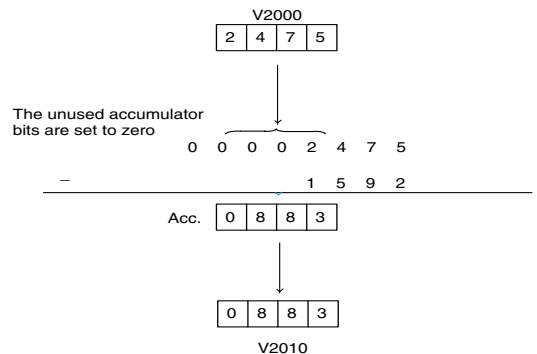 V2000
2 4 7 5
The unused accumulator
bits are set to zero
0 0 0 0 2 4 7 5
− 1 5 9 2
Acc. 0 8 8 3
0 8 8 3
V2010